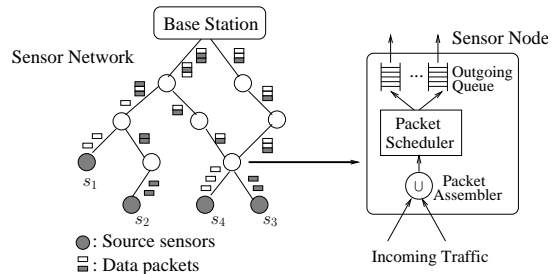 Base Station
Sensor Network
Sensor Node
...
Outgoing
Queue
Packet
Scheduler
∪
Packet
Assembler
Incoming Traffic
s1
s2
s4
s3
: Source sensors
: Data packets